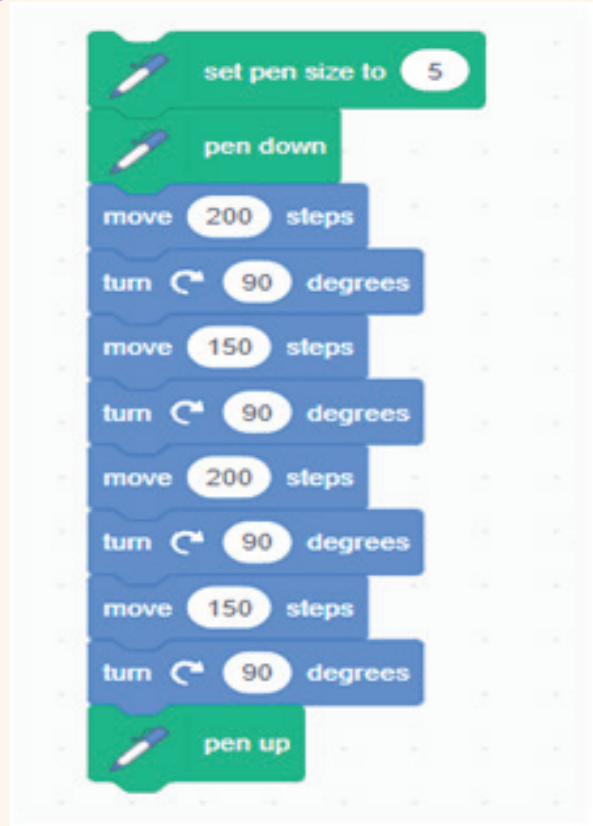 set pen size to 5
pen down
move 200 steps
turn 90 degrees
move 150 steps
turn 90 degrees
move 200 steps
turn 90 degrees
move 150 steps
turn 90 degrees
pen up